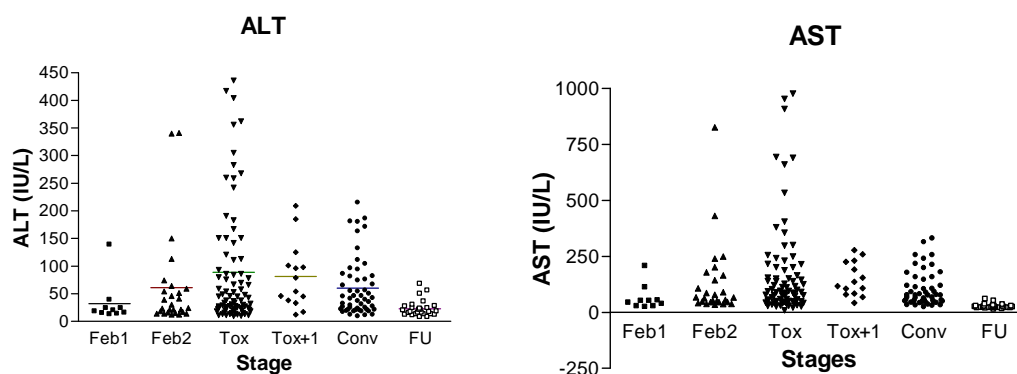 ALT
ALT (IU/L)
450
400
350
300
250
200
150
100
50
0
Feb1 Feb2 Tox Tox+1 Conv FU
Stage
AST
AST (IU/L)
1000
750
500
250
0
-250
Feb1 Feb2 Tox Tox+1 Conv FU
Stages